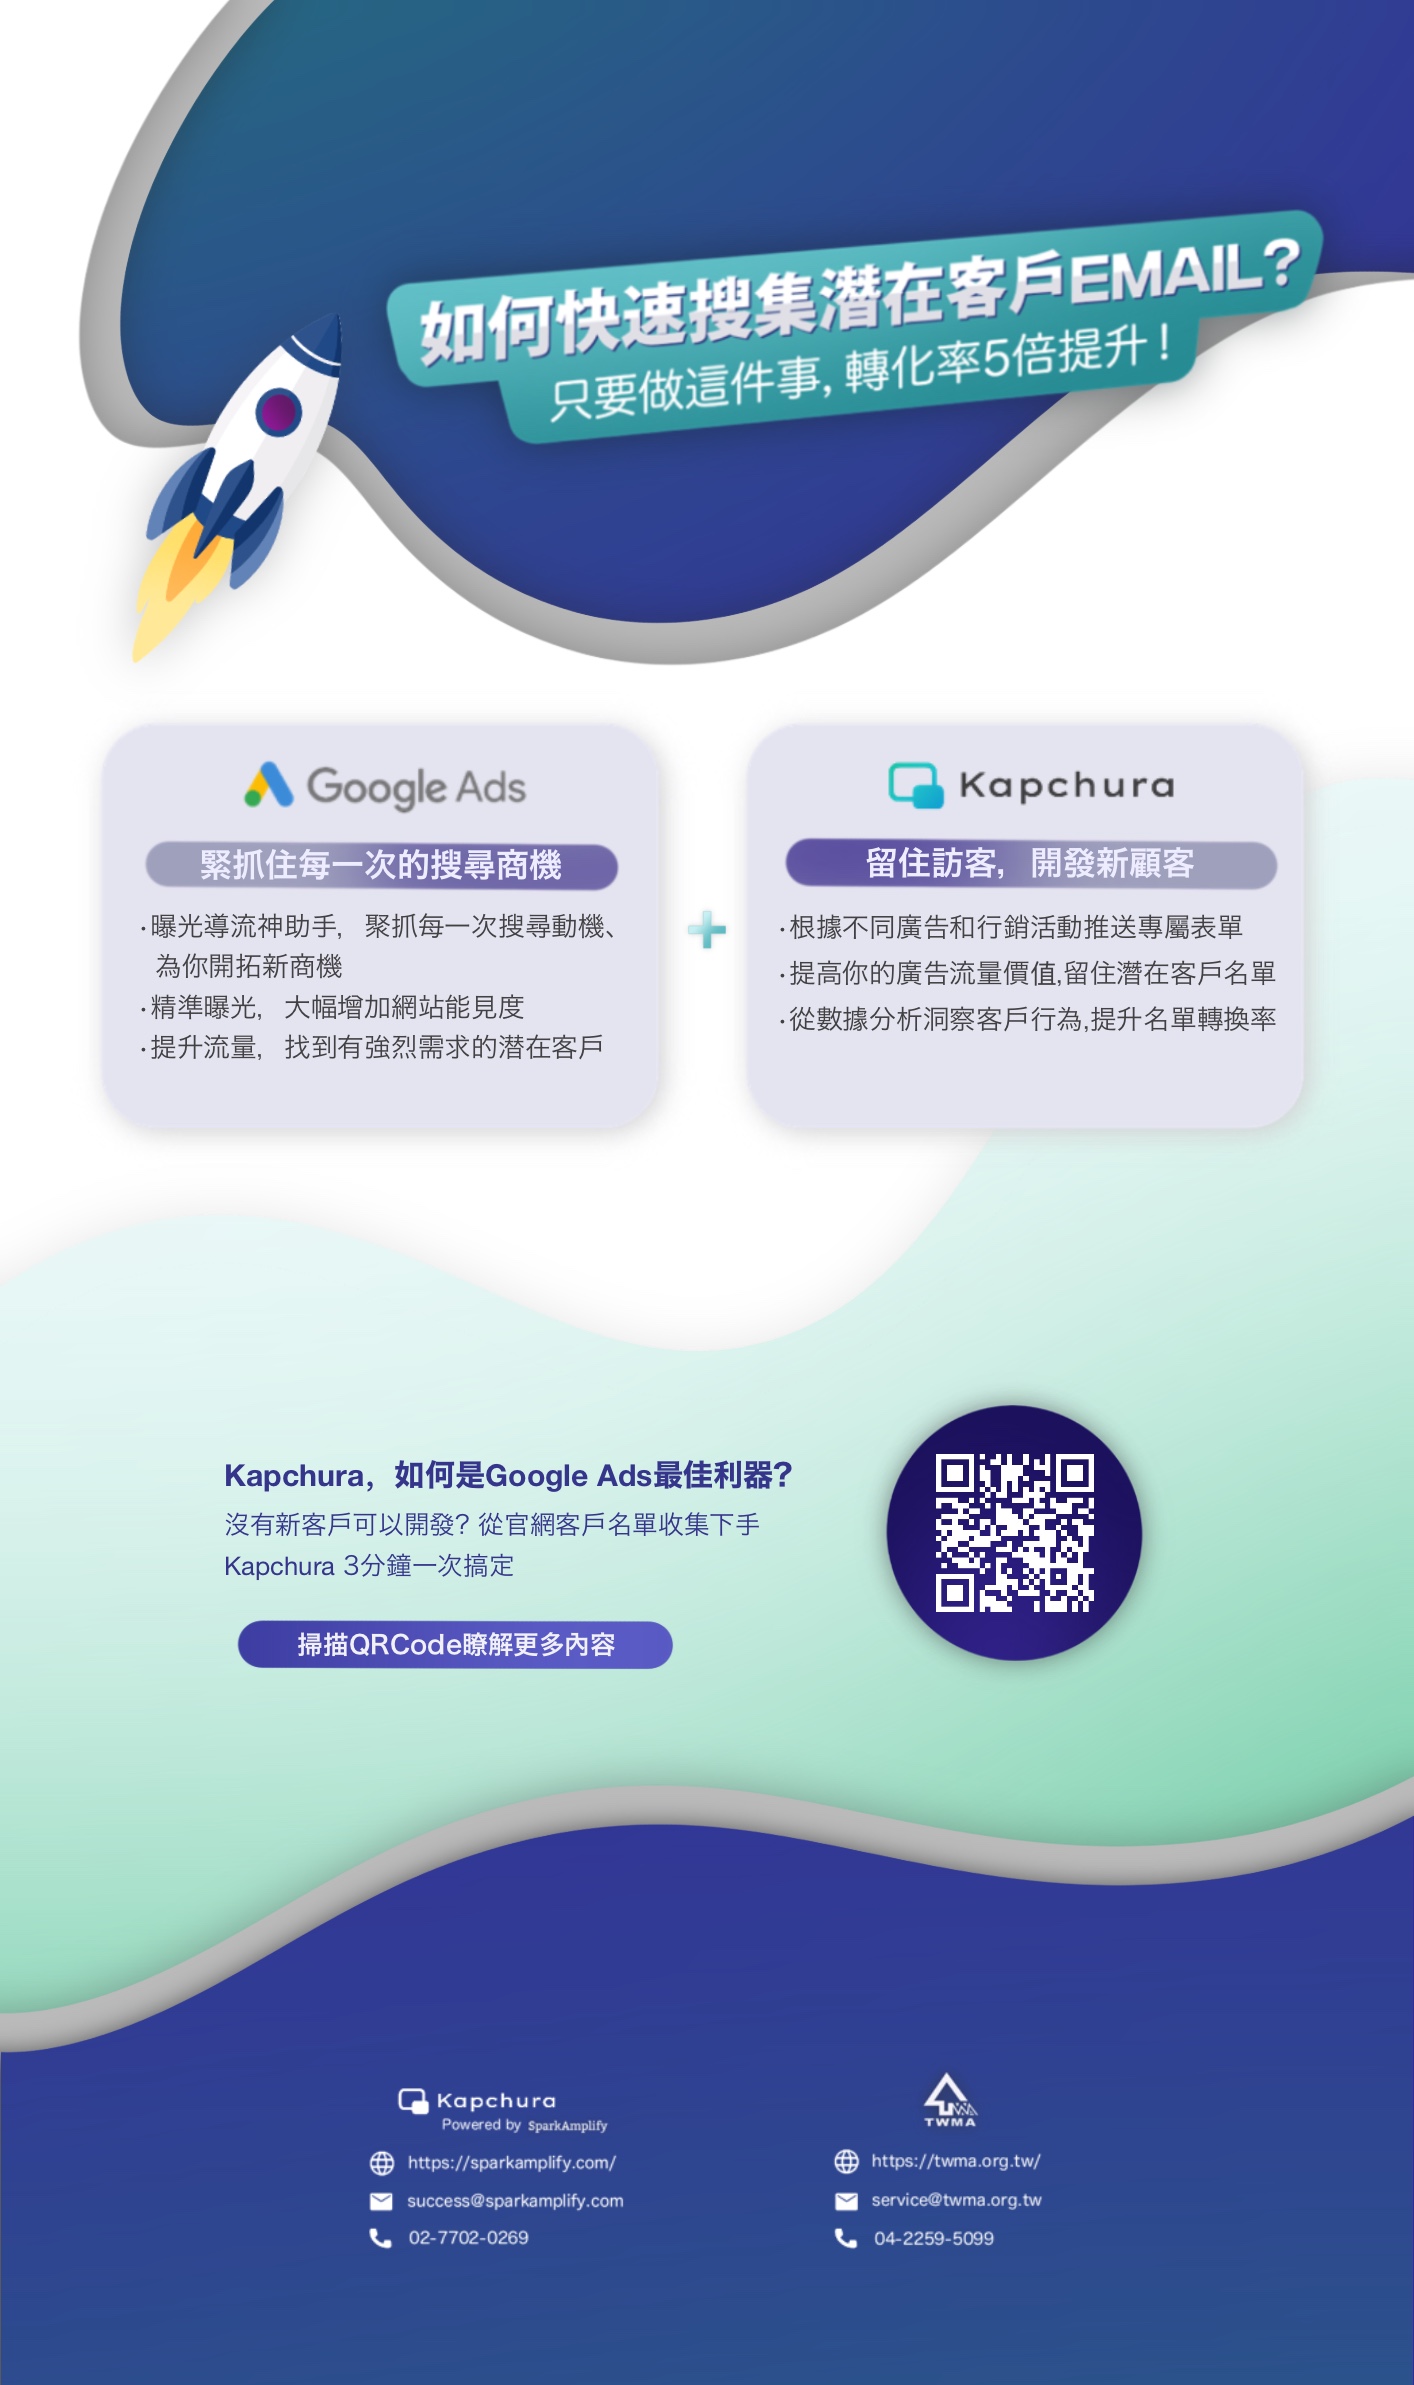 如何快速搜集潛在客戶EMAIL?
只要做這件事, 轉化率5倍提升!
Google Ads
緊抓住每一次的搜尋商機
·曝光導流神助手, 聚抓每一次搜尋動機、
為你開拓新商機
·精準曝光, 大幅增加網站能見度
·提升流量, 找到有強烈需求的潜在客戶
+
Kapchura
留住訪客, 開發新顧客
·根據不同廣告和行銷活動推送專屬表單
·提高你的廣告流量價值,留住潛在客戶名單
·從數據分析洞察客戶行為,提升名單轉換率
Kapchura, 如何是Google Ads最佳利器?
沒有新客戶可以開發? 從官網客戶名單收集下手
Kapchura 3分鐘一次搞定
掃描QRCode瞭解更多內容
Kapchura
Powered by SparkAmplify
https://sparkamplify.com/
success@sparkamplify.com
02-7702-0269
TWMA
https://twma.org.tw/
service@twma.org.tw
04-2259-5099